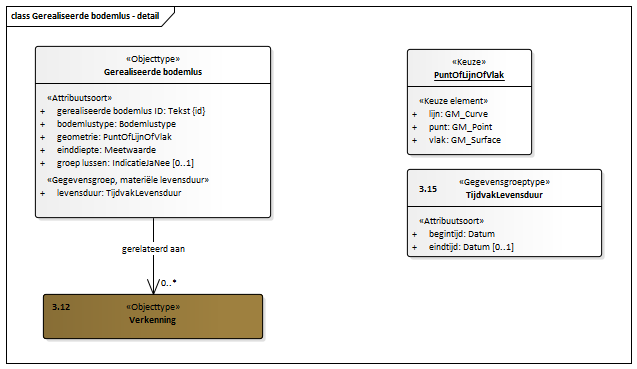 class Gerealiseerde bodemlus - detail
«Objecttype»
Gerealiseerde bodemlus
«Attribuutsoort»
+ gerealiseerde bodemlus ID: Tekst {id}
+ bodemlustype: Bodemlustype
+ geometrie: PuntOfLijnOfVlak
+ einddiepte: Meetwaarde
+ groep lussen: IndicatieJaNee [0..1]
«Gegevensgroep, materiële levensduur»
+ levensduur: TijdvakLevensduur
gerelateerd aan
0..*
3.12 «Objecttype»
Verkenning
«Keuze»
PuntOfLijnOfVlak
«Keuze element»
+ lijn: GM_Curve
+ punt: GM_Point
+ vlak: GM_Surface
3.15 «Gegevensgroeptype»
TijdvakLevensduur
«Attribuutsoort»
+ begintijd: Datum
+ eindtijd: Datum [0..1]